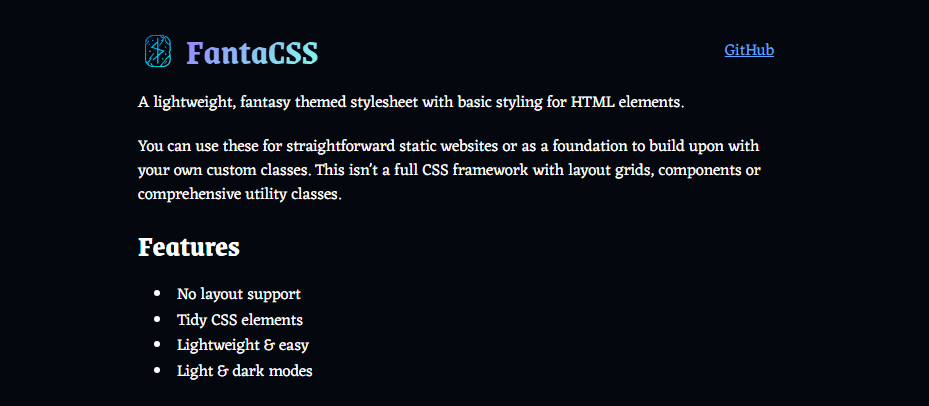 FantaCSS
GitHub
A lightweight, fantasy themed stylesheet with basic styling for HTML elements.
You can use these for straightforward static websites or as a foundation to build upon with
your own custom classes. This isn't a full CSS framework with layout grids, components or
comprehensive utility classes.
Features
No layout support
Tidy CSS elements
Lightweight & easy
Light & dark modes